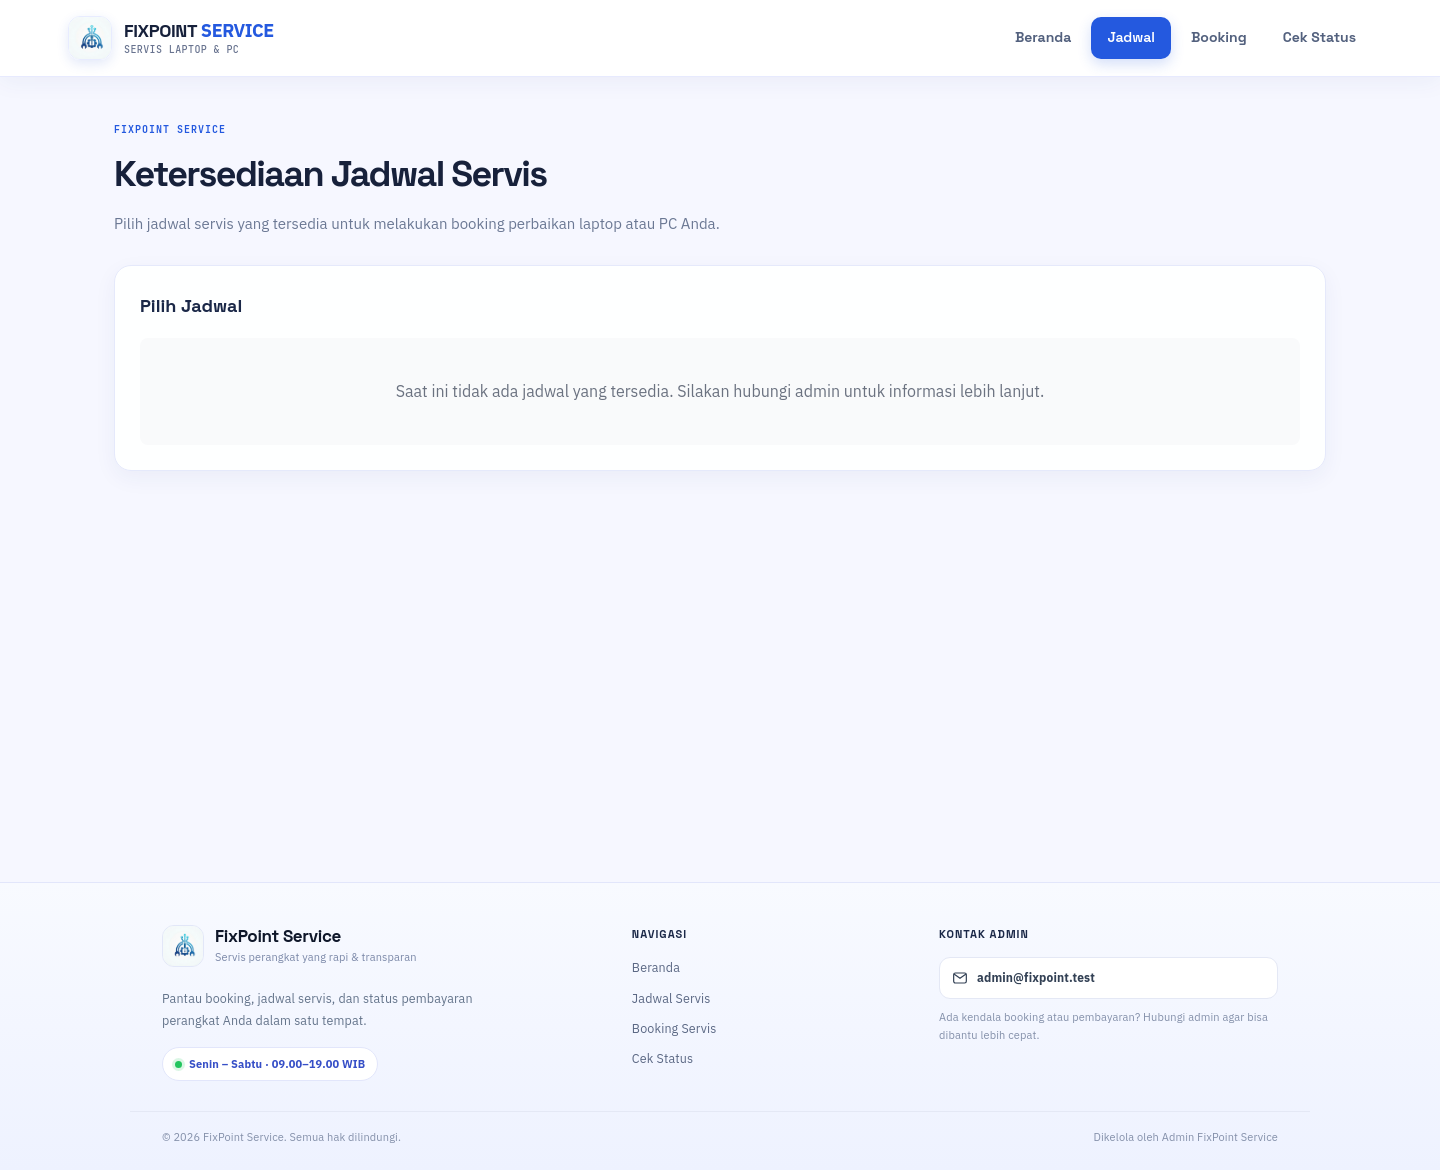 FIXPOINT SERVICE
SERVIS LAPTOP & PC
Beranda
Jadwal
Booking
Cek Status
FIXPOINT SERVICE
Ketersediaan Jadwal Servis
Pilih jadwal servis yang tersedia untuk melakukan booking perbaikan laptop atau PC Anda.
Pilih Jadwal
Saat ini tidak ada jadwal yang tersedia. Silakan hubungi admin untuk informasi lebih lanjut.
FixPoint Service
Servis perangkat yang rapi & transparan
Pantau booking, jadwal servis, dan status pembayaran
perangkat Anda dalam satu tempat.
Senin – Sabtu · 09.00–19.00 WIB
NAVIGASI
Beranda
Jadwal Servis
Booking Servis
Cek Status
KONTAK ADMIN
admin@fixpoint.test
Ada kendala booking atau pembayaran? Hubungi admin agar bisa
dibantu lebih cepat.
© 2026 FixPoint Service. Semua hak dilindungi.
Dikelola oleh Admin FixPoint Service